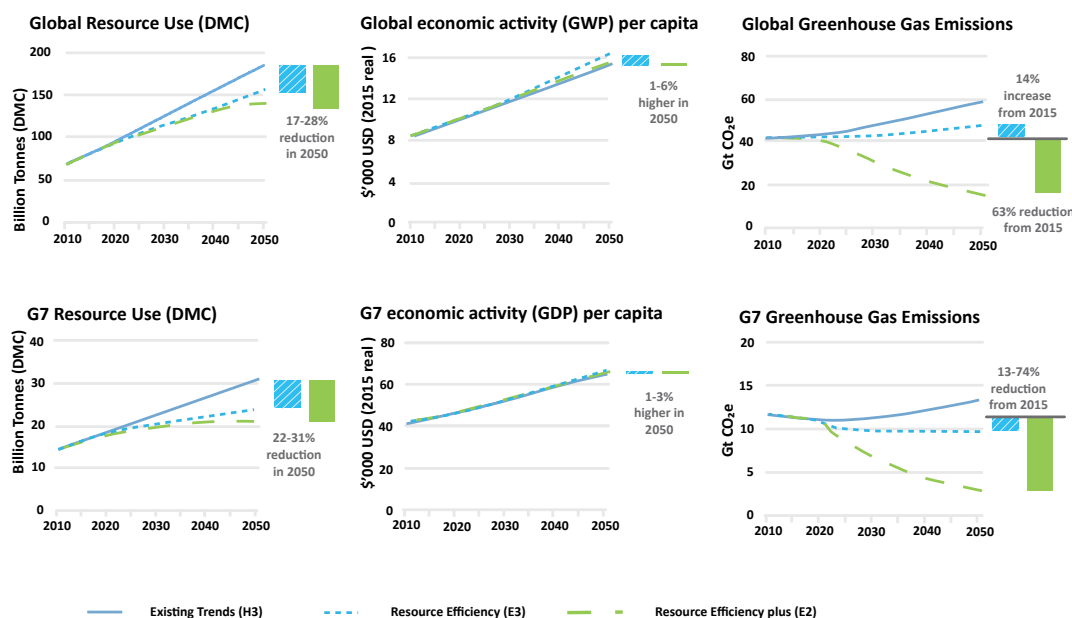 Global Resource Use (DMC)
Billion Tonnes (DMC)
200
150
100
50
0
2010 2020 2030 2040 2050
17-28%
reduction
in 2050
Global economic activity (GWP) per capita
$'000 USD (2015 real )
16
12
8
4
0
2010 2020 2030 2040 2050
1-6%
higher in
2050
Global Greenhouse Gas Emissions
Gt CO₂e
80
60
40
20
0
2010 2020 2030 2040 2050
14%
increase
from 2015
63% reduction
from 2015
G7 Resource Use (DMC)
Billion Tonnes (DMC)
40
30
20
10
0
2010 2020 2030 2040 2050
22-31%
reduction
in 2050
G7 economic activity (GDP) per capita
$'000 USD (2015 real )
80
60
40
20
0
2010 2020 2030 2040 2050
1-3%
higher in
2050
G7 Greenhouse Gas Emissions
Gt CO₂e
20
15
10
5
0
2010 2020 2030 2040 2050
13-74%
reduction
from 2015
Existing Trends (H3) Resource Efficiency (E3) Resource Efficiency plus (E2)